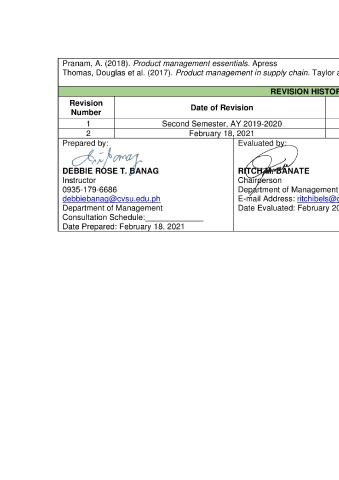 Pranam, A. (2018). Product management essentials. Apress
Thomas, Douglas et al. (2017). Product management in supply chain. Taylor a
REVISION HISTOR
Revision Number
Date of Revision
1
Second Semester, AY 2019-2020
2
February 18, 2021
Prepared by:
DEBBIE ROSE T. BANAG
Instructor
0935-179-6686
debbiebanag@cvsu.edu.ph
Department of Management
Consultation Schedule:______________
Date Prepared: February 18, 2021
Evaluated by:
RITCH M. BANATE
Chairperson
Department of Management
E-mail Address: ritchibels@g
Date Evaluated: February 20